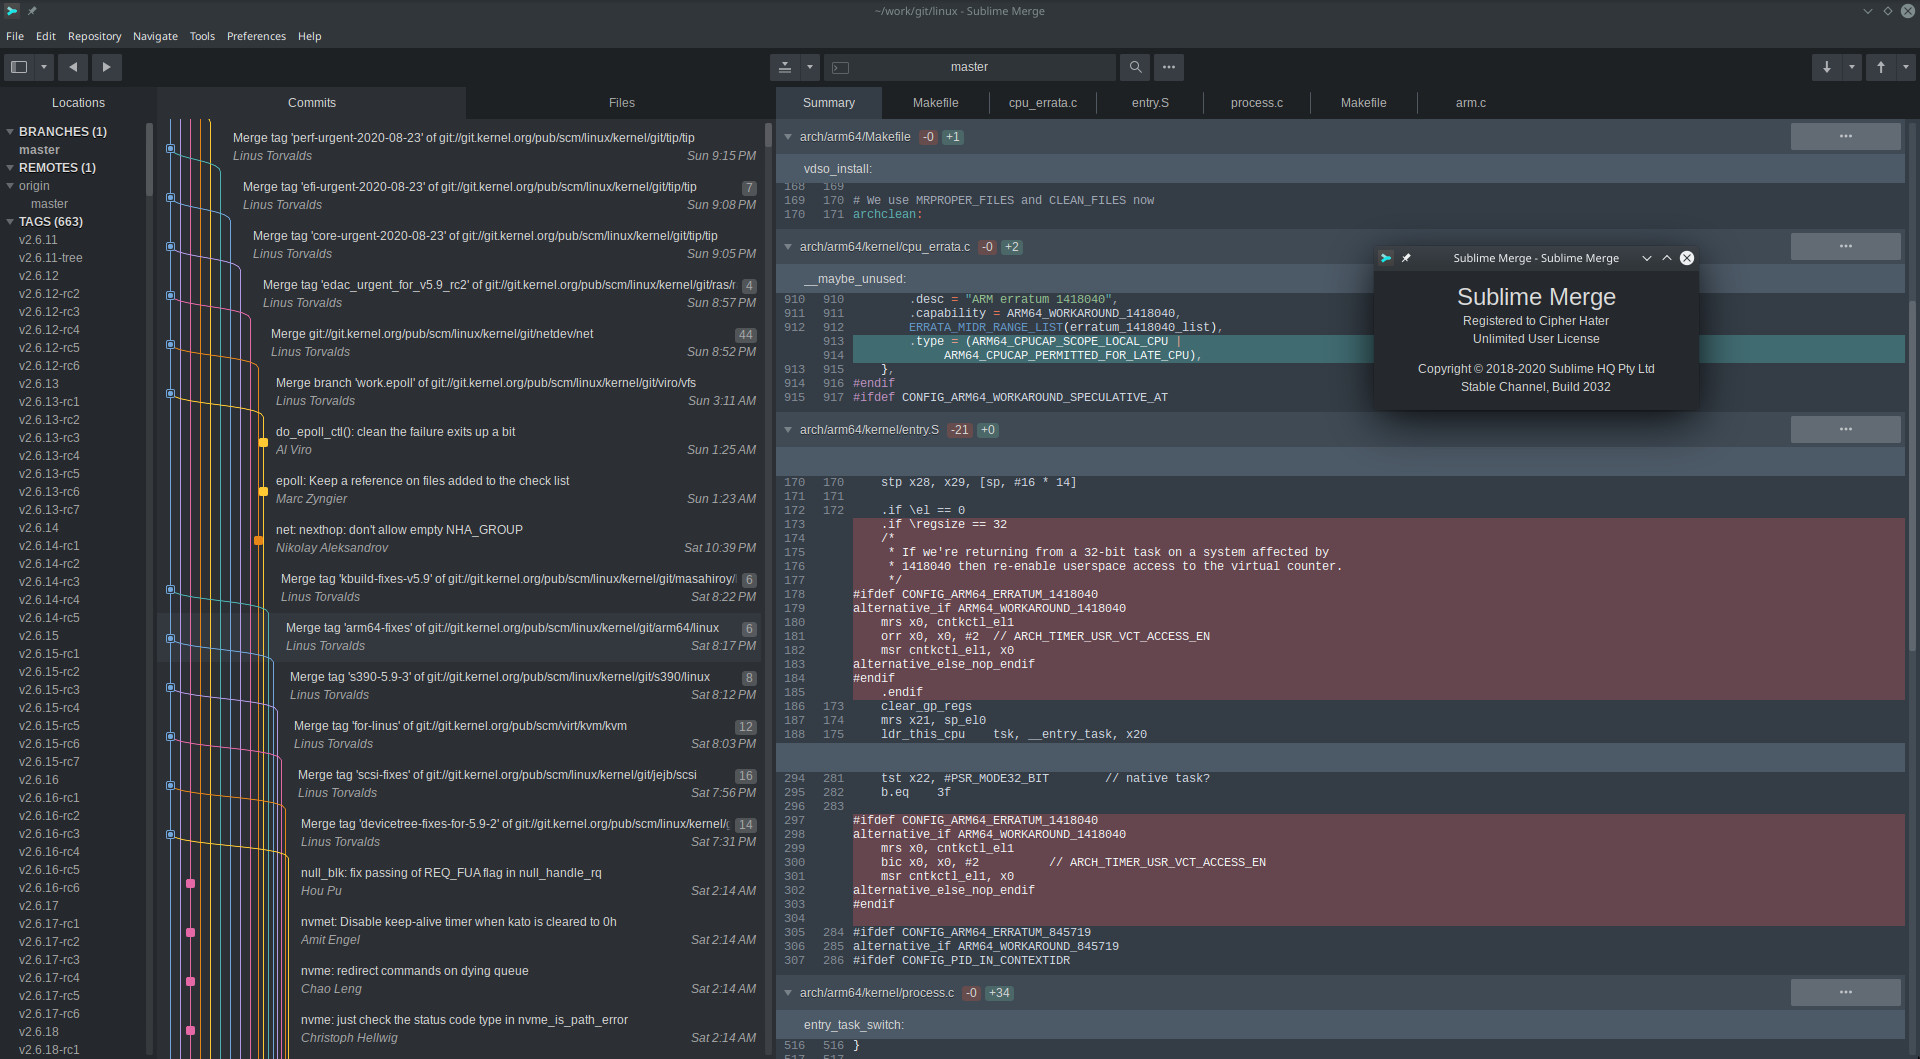 ~/work/git/linux - Sublime Merge
File Edit Repository Navigate Tools Preferences Help
master
Locations
BRANCHES (1)
master
REMOTES (1)
origin
master
TAGS (663)
v2.6.11
v2.6.11-tree
v2.6.12
v2.6.12-rc2
v2.6.12-rc3
v2.6.12-rc4
v2.6.12-rc5
v2.6.12-rc6
v2.6.13
v2.6.13-rc1
v2.6.13-rc2
v2.6.13-rc3
v2.6.13-rc4
v2.6.13-rc5
v2.6.13-rc6
v2.6.13-rc7
v2.6.14
v2.6.14-rc1
v2.6.14-rc2
v2.6.14-rc3
v2.6.14-rc4
v2.6.14-rc5
v2.6.15
v2.6.15-rc1
v2.6.15-rc2
v2.6.15-rc3
v2.6.15-rc4
v2.6.15-rc5
v2.6.15-rc6
v2.6.15-rc7
v2.6.16
v2.6.16-rc1
v2.6.16-rc2
v2.6.16-rc3
v2.6.16-rc4
v2.6.16-rc5
v2.6.16-rc6
v2.6.17
v2.6.17-rc1
v2.6.17-rc2
v2.6.17-rc3
v2.6.17-rc4
v2.6.17-rc5
v2.6.17-rc6
v2.6.18
v2.6.18-rc1
Commits Files
Merge tag 'perf-urgent-2020-08-23' of git://git.kernel.org/pub/scm/linux/kernel/git/tip/tip
Linus Torvalds Sun 9:15 PM
Merge tag 'efi-urgent-2020-08-23' of git://git.kernel.org/pub/scm/linux/kernel/git/tip/tip 7
Linus Torvalds Sun 9:08 PM
Merge tag 'core-urgent-2020-08-23' of git://git.kernel.org/pub/scm/linux/kernel/git/tip/tip
Linus Torvalds Sun 9:05 PM
Merge tag 'edac_urgent_for_v5.9_rc2' of git://git.kernel.org/pub/scm/linux/kernel/git/ras/r 4
Linus Torvalds Sun 8:57 PM
Merge git://git.kernel.org/pub/scm/linux/kernel/git/netdev/net 44
Linus Torvalds Sun 8:52 PM
Merge branch 'work.epoll' of git://git.kernel.org/pub/scm/linux/kernel/git/viro/vfs
Linus Torvalds Sun 3:11 AM
do_epoll_ctl(): clean the failure exits up a bit
Al Viro Sun 1:25 AM
epoll: Keep a reference on files added to the check list
Marc Zyngier Sun 1:23 AM
net: nexthop: don't allow empty NHA_GROUP
Nikolay Aleksandrov Sat 10:39 PM
Merge tag 'kbuild-fixes-v5.9' of git://git.kernel.org/pub/scm/linux/kernel/git/masahiroy/l 6
Linus Torvalds Sat 8:22 PM
Merge tag 'arm64-fixes' of git://git.kernel.org/pub/scm/linux/kernel/git/arm64/linux 6
Linus Torvalds Sat 8:17 PM
Merge tag 's390-5.9-3' of git://git.kernel.org/pub/scm/linux/kernel/git/s390/linux 8
Linus Torvalds Sat 8:12 PM
Merge tag 'for-linus' of git://git.kernel.org/pub/scm/virt/kvm/kvm 12
Linus Torvalds Sat 8:03 PM
Merge tag 'scsi-fixes' of git://git.kernel.org/pub/scm/linux/kernel/git/jejb/scsi 16
Linus Torvalds Sat 7:56 PM
Merge tag 'devicetree-fixes-for-5.9-2' of git://git.kernel.org/pub/scm/linux/kernel/g 14
Linus Torvalds Sat 7:31 PM
null_blk: fix passing of REQ_FUA flag in null_handle_rq
Hou Pu Sat 2:14 AM
nvmet: Disable keep-alive timer when kato is cleared to 0h
Amit Engel Sat 2:14 AM
nvme: redirect commands on dying queue
Chao Leng Sat 2:14 AM
nvme: just check the status code type in nvme_is_path_error
Christoph Hellwig Sat 2:14 AM
Summary Makefile cpu_errata.c entry.S process.c Makefile arm.c
arch/arm64/Makefile -0 +1
vdso_install:
168 169
169 170 # We use MRPROPER_FILES and CLEAN_FILES now
170 171 archclean:
arch/arm64/kernel/cpu_errata.c -0 +2
__maybe_unused:
910 910 .desc = "ARM erratum 1418040",
911 911 .capability = ARM64_WORKAROUND_1418040,
912 912 ERRATA_MIDR_RANGE_LIST(erratum_1418040_list),
913 .type = (ARM64_CPUCAP_SCOPE_LOCAL_CPU |
914 ARM64_CPUCAP_PERMITTED_FOR_LATE_CPU),
913 915 },
914 916 #endif
915 917 #ifdef CONFIG_ARM64_WORKAROUND_SPECULATIVE_AT
arch/arm64/kernel/entry.S -21 +0
170 170 stp x28, x29, [sp, #16 * 14]
171 171
172 172 .if \el == 0
173 .if \regsize == 32
174 /*
175 * If we're returning from a 32-bit task on a system affected by
176 * 1418040 then re-enable userspace access to the virtual counter.
177 */
178 #ifdef CONFIG_ARM64_ERRATUM_1418040
179 alternative_if ARM64_WORKAROUND_1418040
180 mrs x0, cntkctl_el1
181 orr x0, x0, #2 // ARCH_TIMER_USR_VCT_ACCESS_EN
182 msr cntkctl_el1, x0
183 alternative_else_nop_endif
184 #endif
185 .endif
186 173 clear_gp_regs
187 174 mrs x21, sp_el0
188 175 ldr_this_cpu tsk, __entry_task, x20
294 281 tst x22, #PSR_MODE32_BIT // native task?
295 282 b.eq 3f
296 283
297 #ifdef CONFIG_ARM64_ERRATUM_1418040
298 alternative_if ARM64_WORKAROUND_1418040
299 mrs x0, cntkctl_el1
300 bic x0, x0, #2 // ARCH_TIMER_USR_VCT_ACCESS_EN
301 msr cntkctl_el1, x0
302 alternative_else_nop_endif
303 #endif
304
305 284 #ifdef CONFIG_ARM64_ERRATUM_845719
306 285 alternative_if ARM64_WORKAROUND_845719
307 286 #ifdef CONFIG_PID_IN_CONTEXTIDR
arch/arm64/kernel/process.c -0 +34
entry_task_switch:
516 516 }
517 517
Sublime Merge - Sublime Merge
Sublime Merge
Registered to Cipher Hater
Unlimited User License
Copyright © 2018-2020 Sublime HQ Pty Ltd
Stable Channel, Build 2032